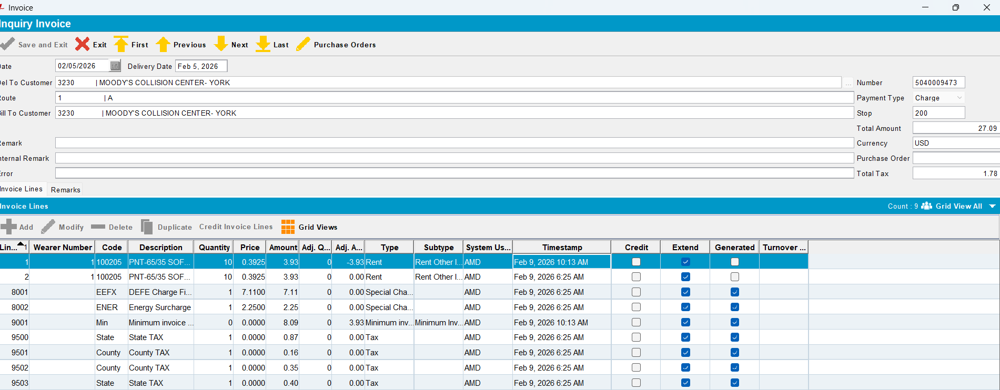 Invoice
Inquiry Invoice
Save and Exit Exit First Previous Next Last Purchase Orders
Date 02/05/2026 16 Delivery Date Feb 5, 2026
Del To Customer 3230 | MOODY'S COLLISION CENTER- YORK ... Number 5040009473
Route 1 | A Payment Type Charge
Bill To Customer 3230 | MOODY'S COLLISION CENTER- YORK Stop 200
Total Amount 27.09
Remark Currency USD
Internal Remark Purchase Order
Error Total Tax 1.78
Invoice Lines Remarks
Invoice Lines Count : 9 Grid View All
Add Modify Delete Duplicate Credit Invoice Lines Grid Views
Lin... 1 Wearer Number Code Description Quantity Price Amount Adj. Q... Adj. A... Type Subtype System Us... Timestamp Credit Extend Generated Turnover ...
1 1 100205 PNT-65/35 SOF... 10 0.3925 3.93 0 -3.93 Rent Rent Other I... AMD Feb 9, 2026 10:13 AM
2 1 100205 PNT-65/35 SOF... 10 0.3925 3.93 0 0.00 Rent Rent Other I... AMD Feb 9, 2026 6:25 AM
8001 EEFX DEFE Charge Fi... 1 7.1100 7.11 0 0.00 Special Cha... AMD Feb 9, 2026 6:25 AM
8002 ENER Energy Surcharge 1 2.2500 2.25 0 0.00 Special Cha... AMD Feb 9, 2026 6:25 AM
9001 Min Minimum invoice ... 0 0.0000 8.09 0 3.93 Minimum inv... Minimum Inv... AMD Feb 9, 2026 10:13 AM
9500 State State TAX 1 0.0000 0.87 0 0.00 Tax AMD Feb 9, 2026 6:25 AM
9501 County County TAX 1 0.0000 0.16 0 0.00 Tax AMD Feb 9, 2026 6:25 AM
9502 County County TAX 1 0.0000 0.35 0 0.00 Tax AMD Feb 9, 2026 6:25 AM
9503 State State TAX 1 0.0000 0.40 0 0.00 Tax AMD Feb 9, 2026 6:25 AM